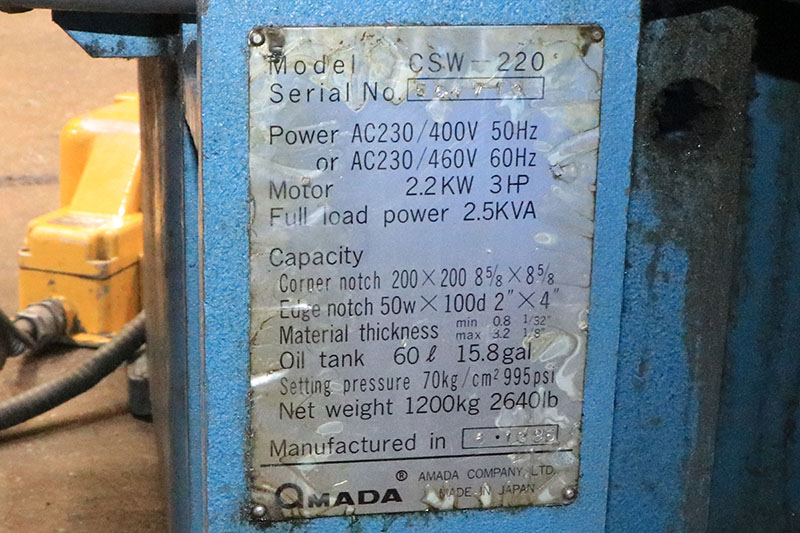 Model CSW-220
Serial No.
Power AC230/400V 50Hz
or AC230/460V 60Hz
Motor 2.2KW 3HP
Full load power 2.5KVA
Capacity
Corner notch 200×200 8⅝×8⅝
Edge notch 50w×100d 2"×4"
Material thickness min 0.8 1/32"
max 3.2 1/8"
Oil tank 60ℓ 15.8gal
Setting pressure 70kg/cm² 995psi
Net weight 1200kg 2640lb
Manufactured in
® AMADA COMPANY, LTD.
AMADA MADE IN JAPAN